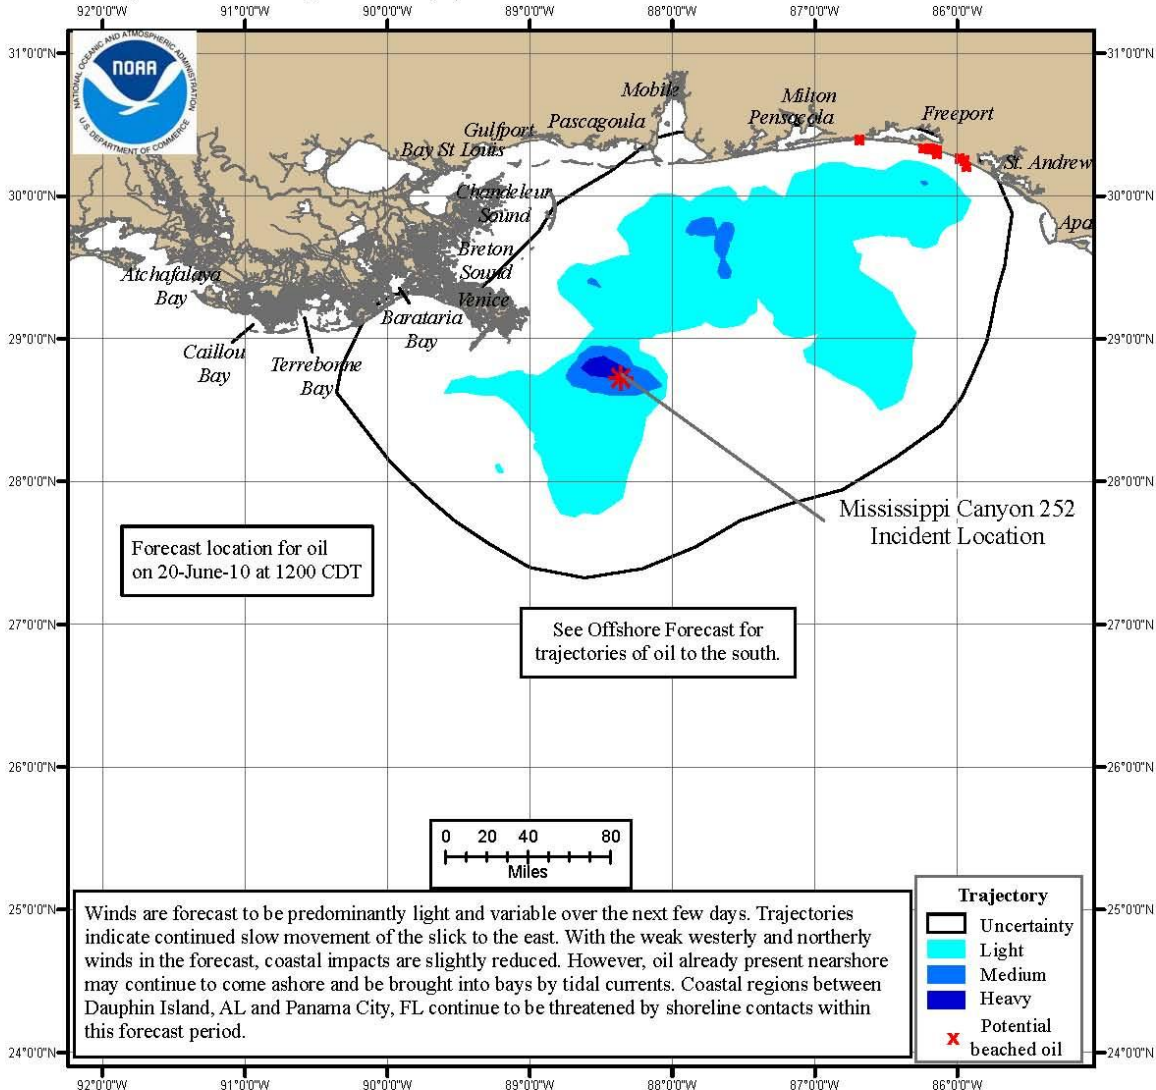 92°0'0"W 91°0'0"W 90°0'0"W 89°0'0"W 88°0'0"W 87°0'0"W 86°0'0"W
31°0'0"N 31°0'0"N
NATIONAL OCEANIC AND ATMOSPHERIC ADMINISTRATION
NOAA
U.S. DEPARTMENT OF COMMERCE
Mobile
Milton
Pensacola
Freeport
Pascagoula
Gulfport
Bay St Louis
St. Andrew
30°0'0"N 30°0'0"N
Chandeleur
Sound
Apa
Breton
Sound
Atchafalaya
Bay
Venice
Barataria
Bay
29°0'0"N 29°0'0"N
Caillou
Bay
Terrebonne
Bay
28°0'0"N 28°0'0"N
Mississippi Canyon 252
Incident Location
Forecast location for oil
on 20-June-10 at 1200 CDT
27°0'0"N 27°0'0"N
See Offshore Forecast for
trajectories of oil to the south.
26°0'0"N 26°0'0"N
0 20 40 80
Miles
25°0'0"N 25°0'0"N
Winds are forecast to be predominantly light and variable over the next few days. Trajectories
indicate continued slow movement of the slick to the east. With the weak westerly and northerly
winds in the forecast, coastal impacts are slightly reduced. However, oil already present nearshore
may continue to come ashore and be brought into bays by tidal currents. Coastal regions between
Dauphin Island, AL and Panama City, FL continue to be threatened by shoreline contacts within
this forecast period.
Trajectory
Uncertainty
Light
Medium
Heavy
Potential
beached oil
24°0'0"N 24°0'0"N
92°0'0"W 91°0'0"W 90°0'0"W 89°0'0"W 88°0'0"W 87°0'0"W 86°0'0"W